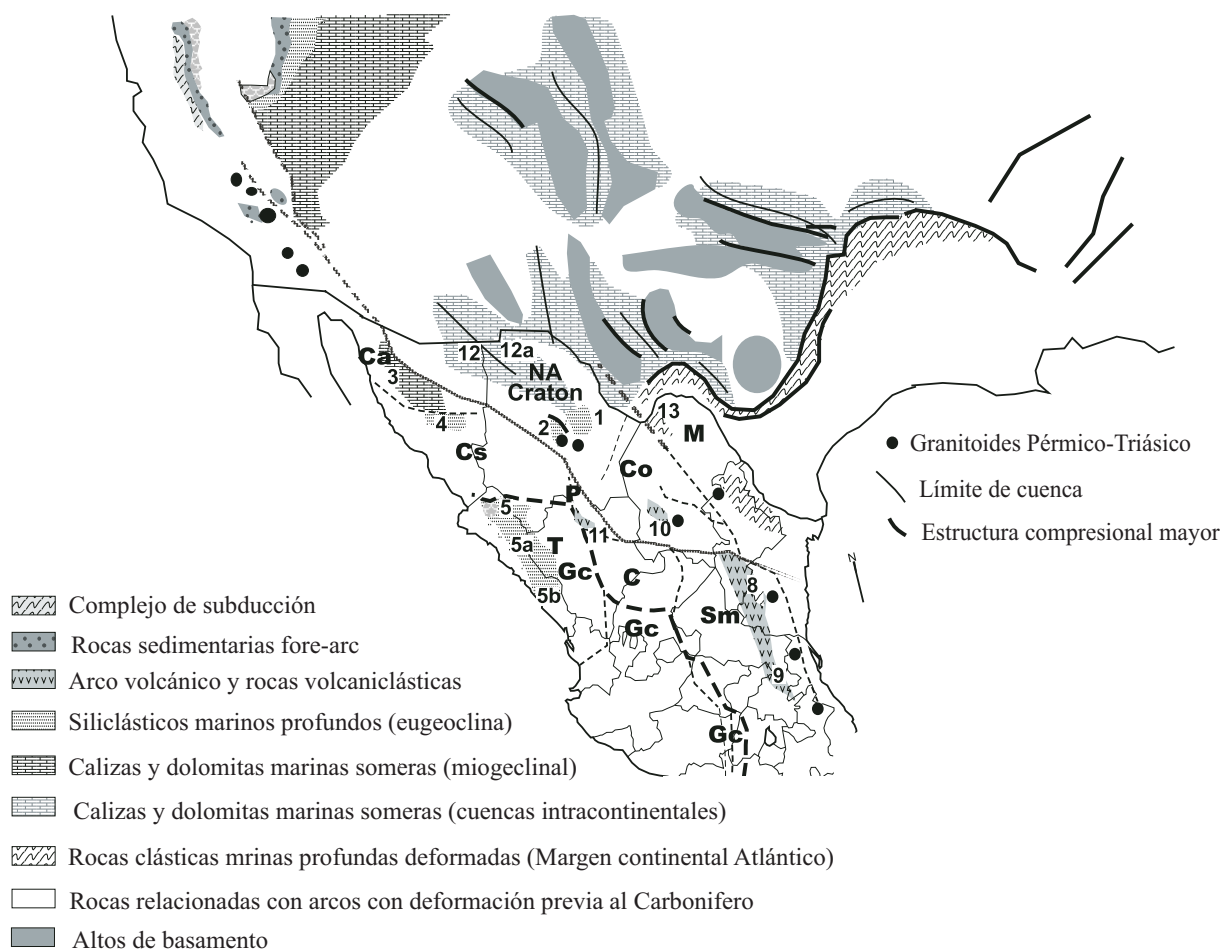 Ca
3
12
12a
NA
Craton
13
M
1
4
2
Cs
Co
P
5
10
11
5a
T
Gc
C
8
5b
Sm
Gc
9
Gc
N
Granitoides Pérmico-Triásico
Límite de cuenca
Estructura compresional mayor
Complejo de subducción
Rocas sedimentarias fore-arc
Arco volcánico y rocas volcaniclásticas
Siliclásticos marinos profundos (eugeoclina)
Calizas y dolomitas marinas someras (miogeclinal)
Calizas y dolomitas marinas someras (cuencas intracontinentales)
Rocas clásticas mrinas profundas deformadas (Margen continental Atlántico)
Rocas relacionadas con arcos con deformación previa al Carbonifero
Altos de basamento